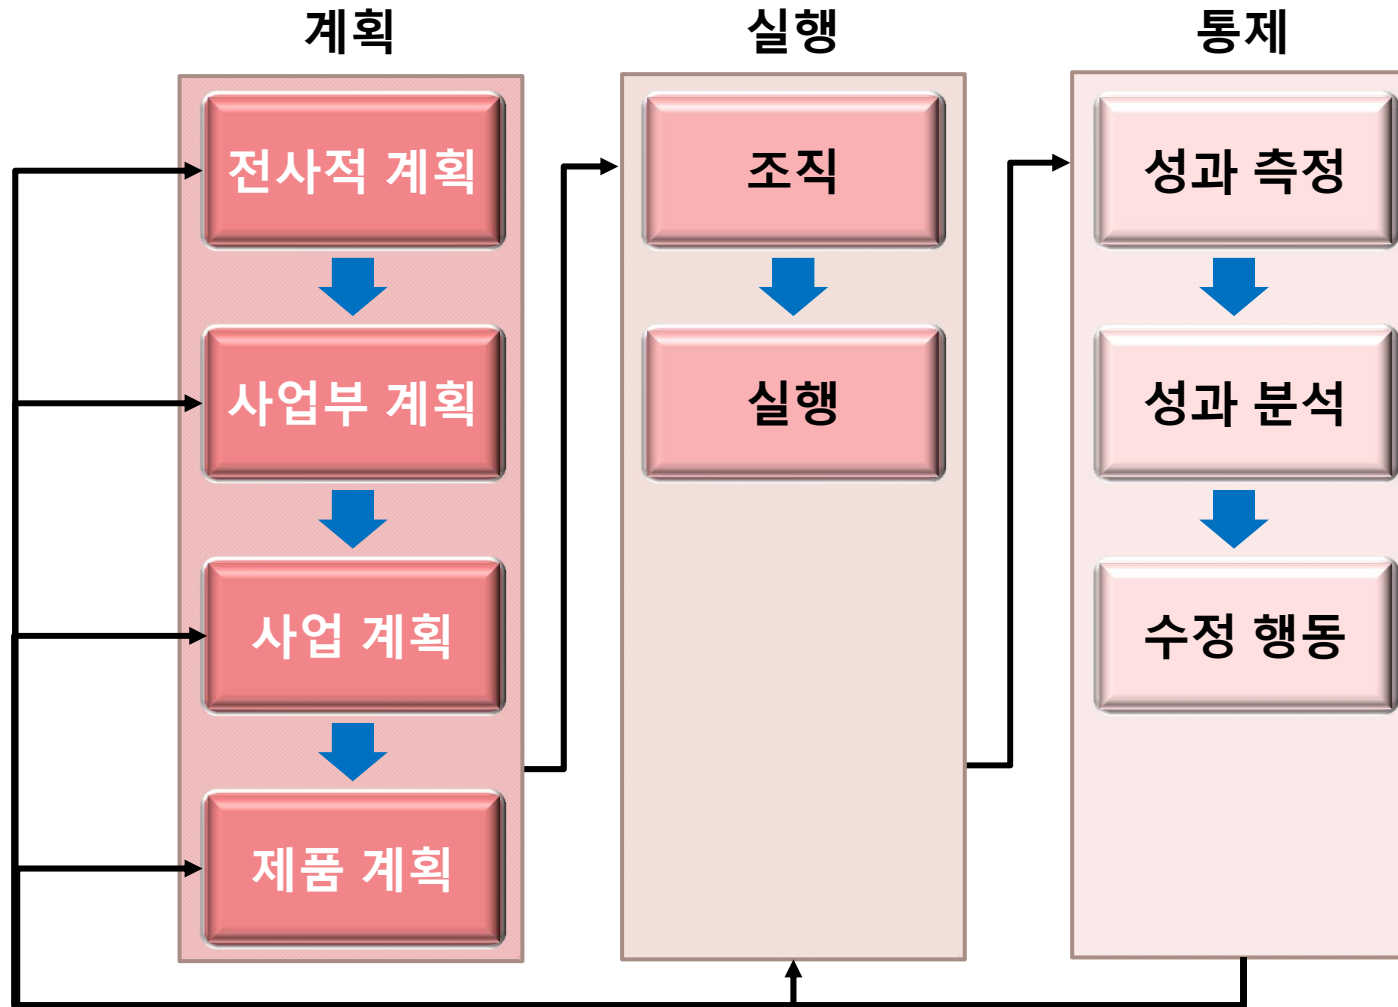 계획
전사적 계획
사업부 계획
사업 계획
제품 계획
실행
조직
실행
통제
성과 측정
성과 분석
수정 행동